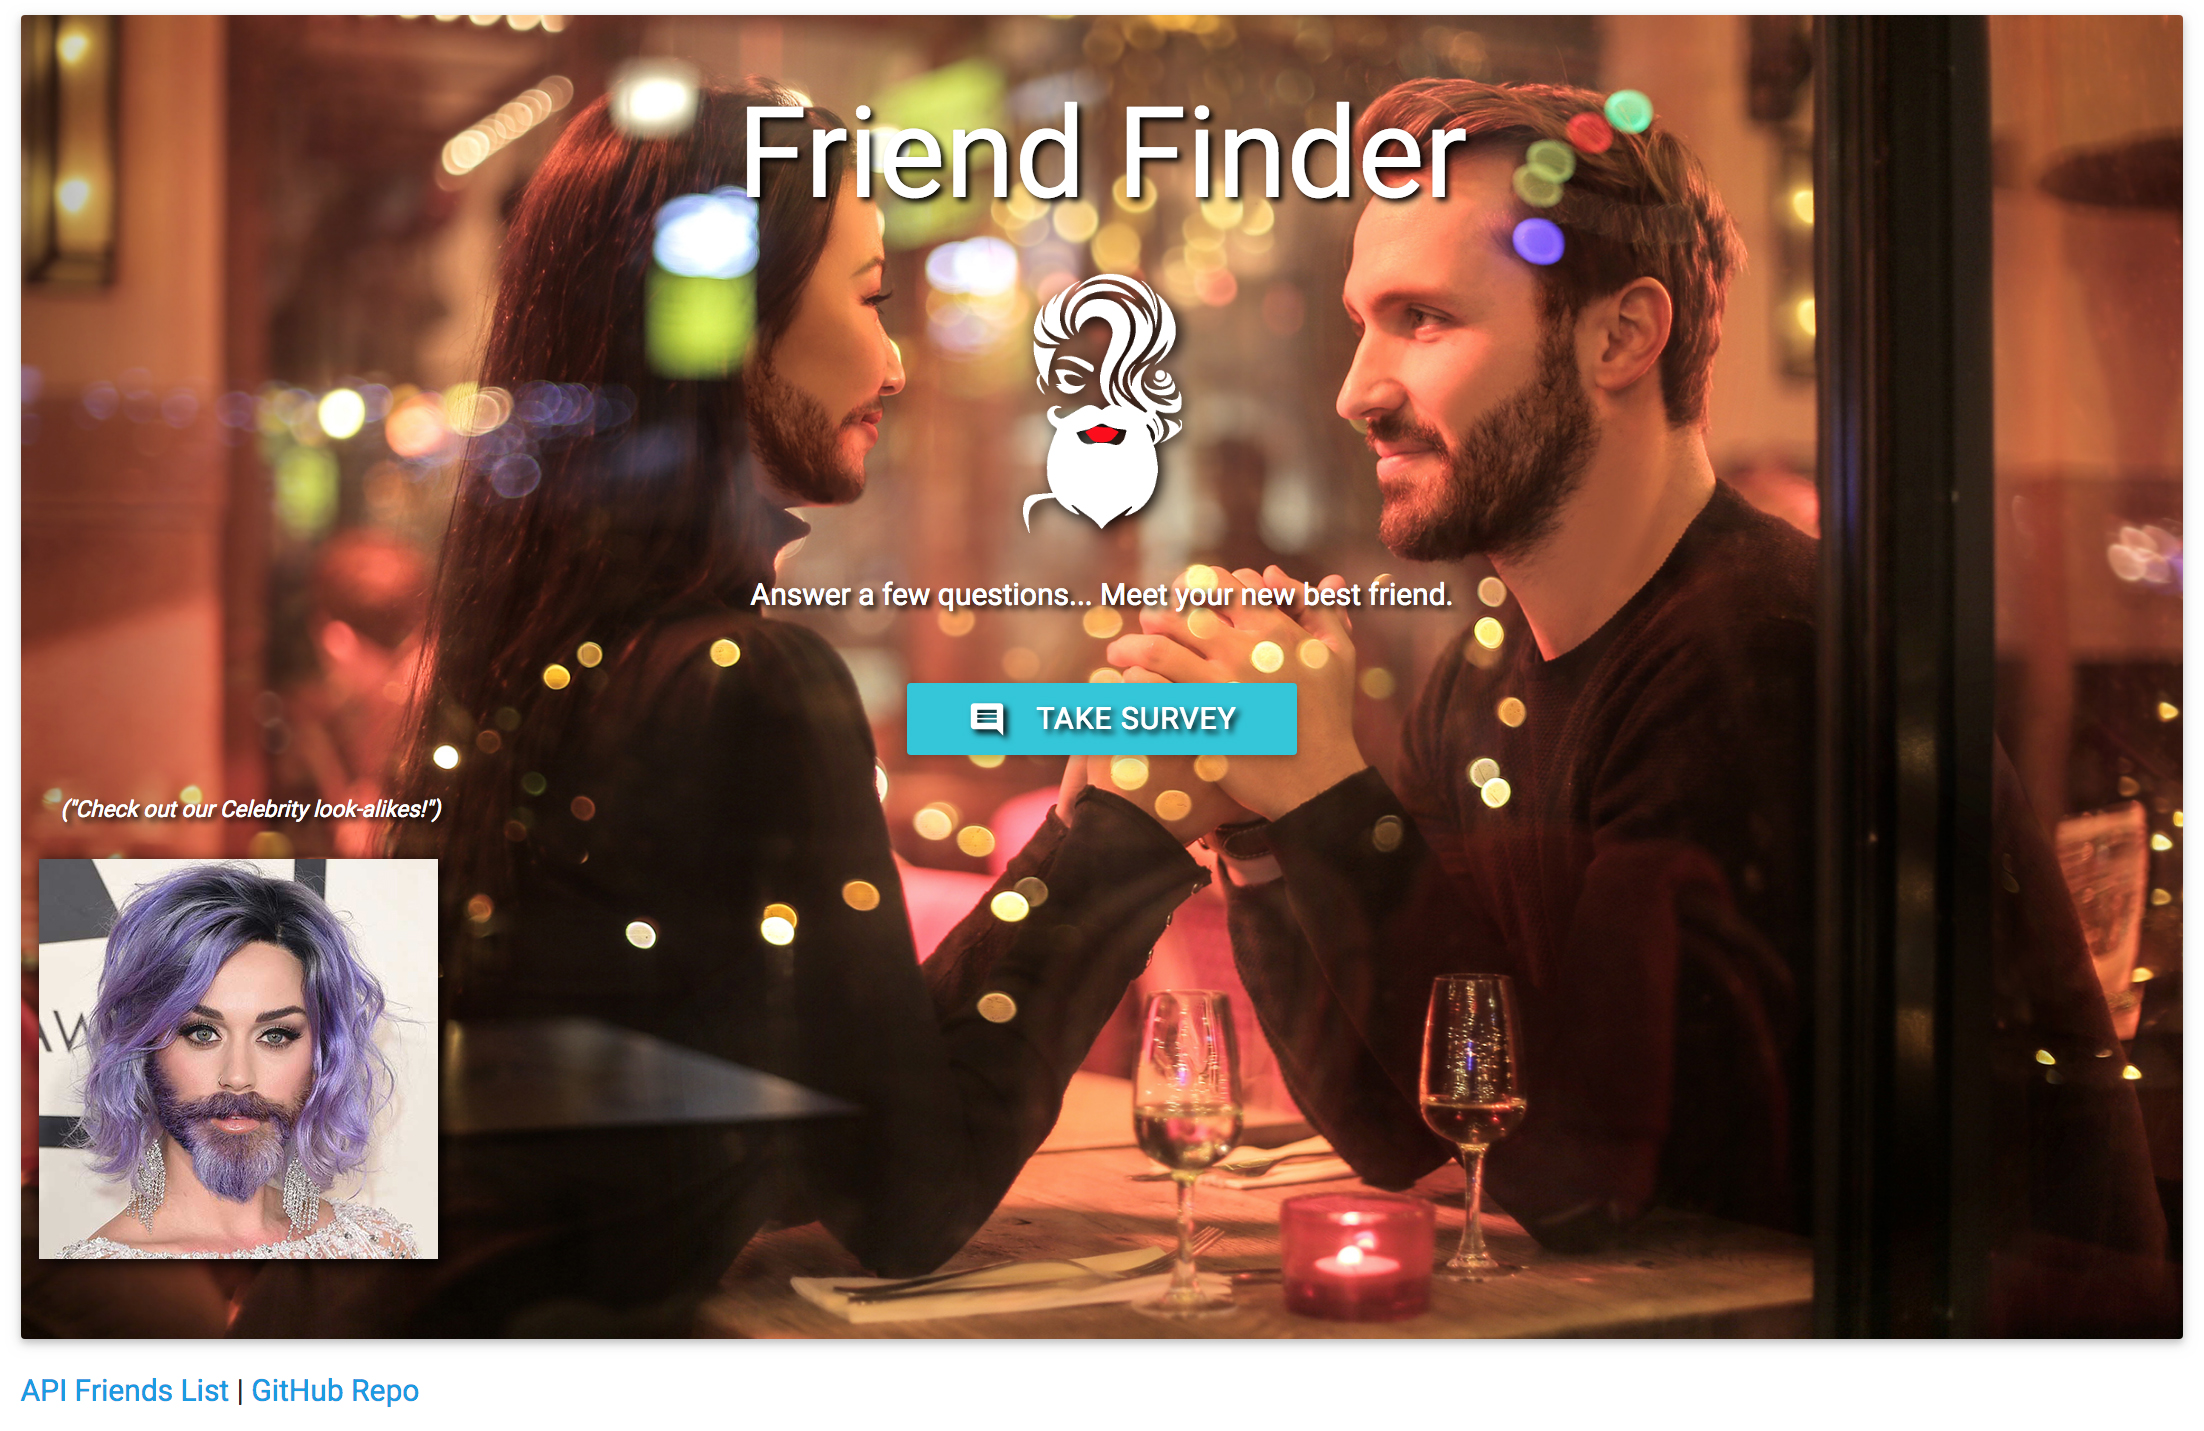 Friend Finder
Answer a few questions... Meet your new best friend.
TAKE SURVEY
("Check out our Celebrity look-alikes!")
AW
API Friends List | GitHub Repo